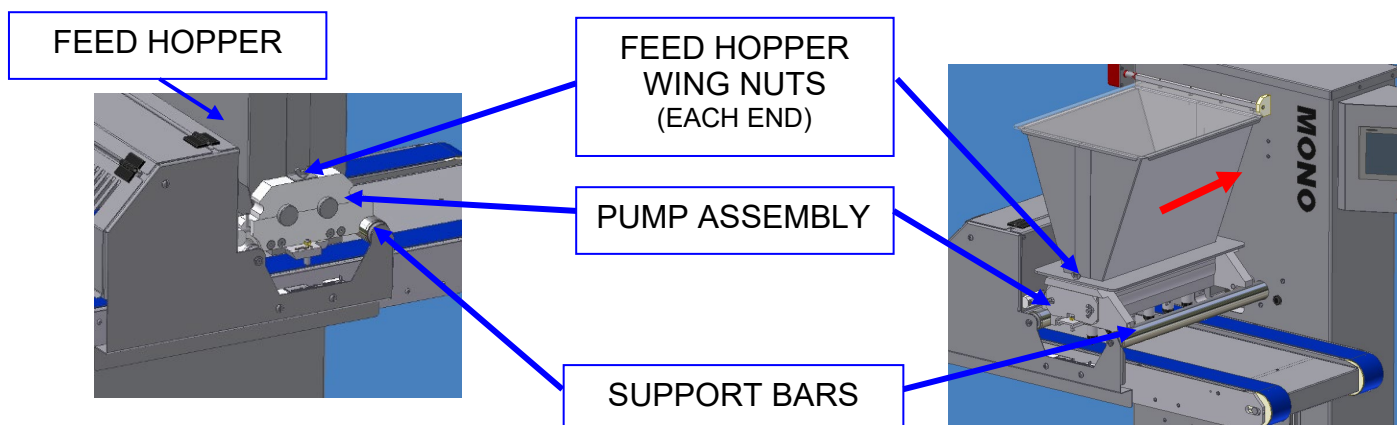 FEED HOPPER
FEED HOPPER
WING NUTS
(EACH END)
MONO
PUMP ASSEMBLY
SUPPORT BARS